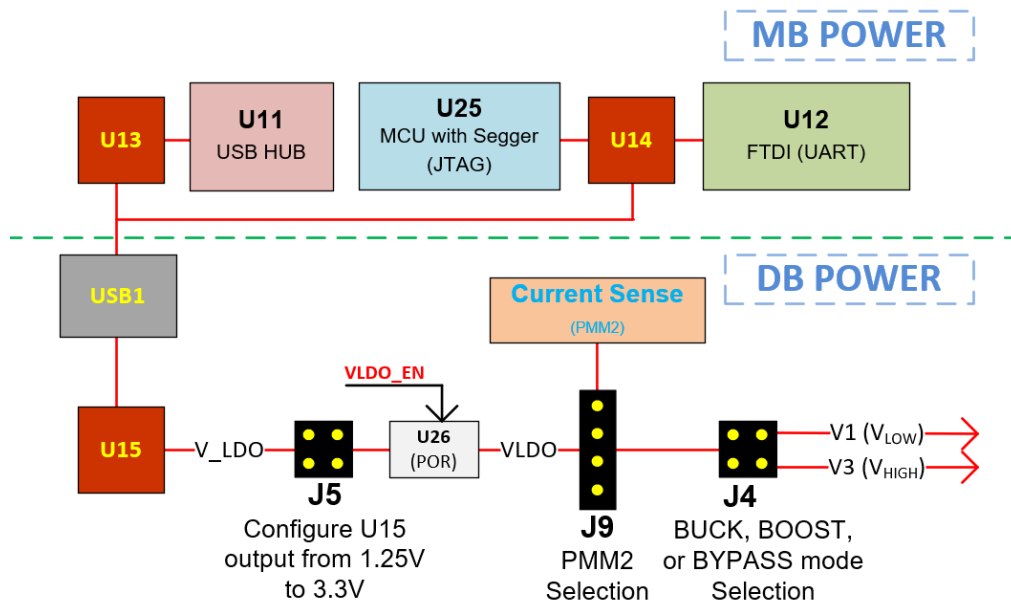 MB POWER
U13
U11
USB HUB
U25
MCU with Segger
(JTAG)
U14
U12
FTDI (UART)
DB POWER
USB1
Current Sense
(PMM2)
VLDO_EN
U15
V_LDO
U26
(POR)
VLDO
V1 (VLOW)
V3 (VHIGH)
J5
Configure U15
output from 1.25V
to 3.3V
J9
PMM2
Selection
J4
BUCK, BOOST,
or BYPASS mode
Selection